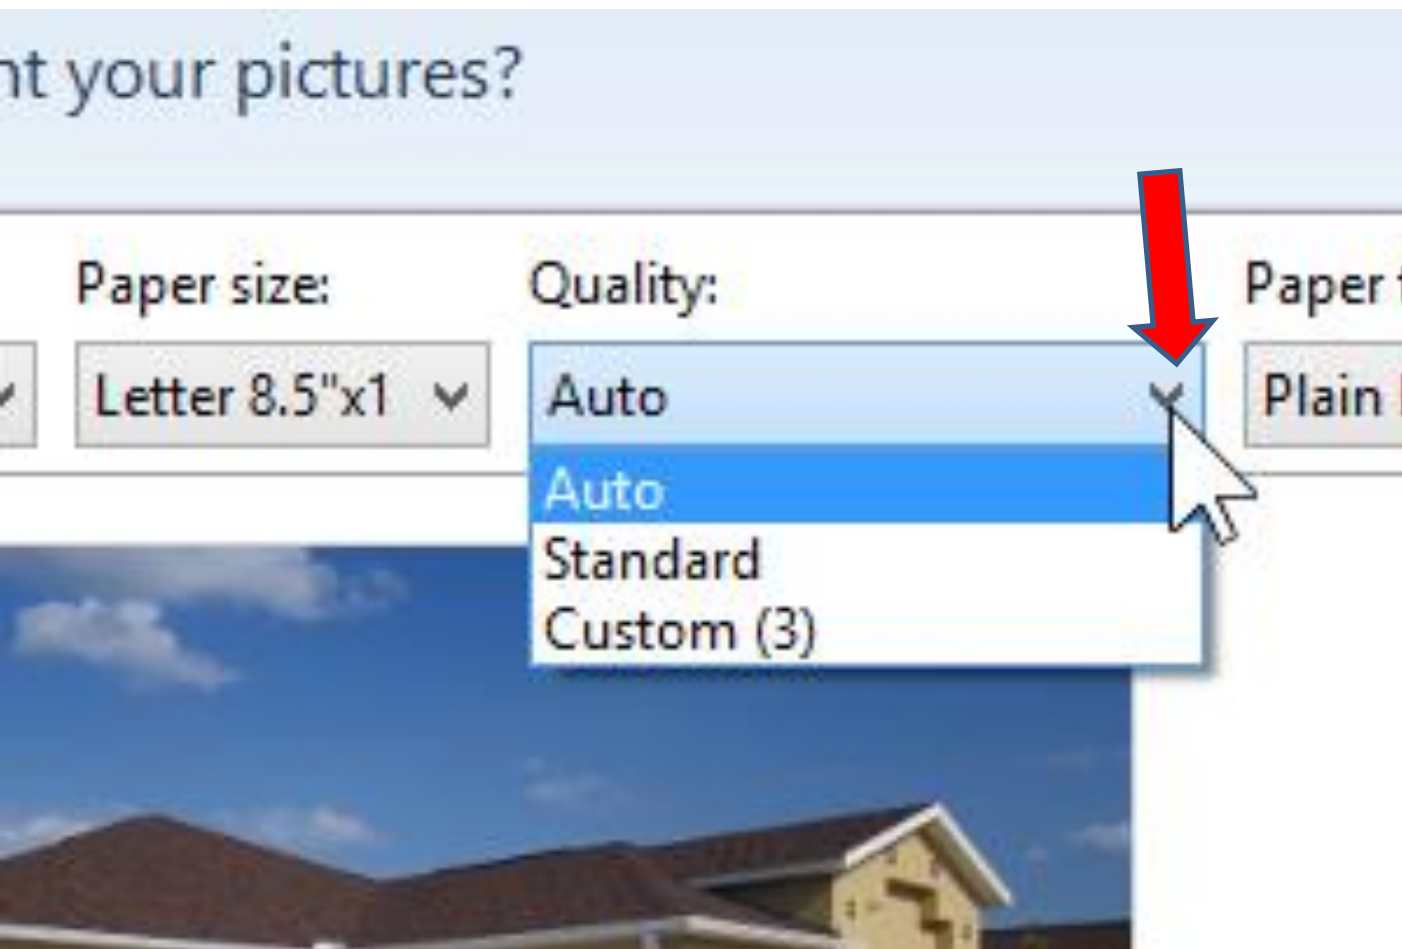 nt your pictures?
Paper size:
Quality:
Paper
Letter 8.5"x1
Auto
Plain
Auto
Standard
Custom (3)